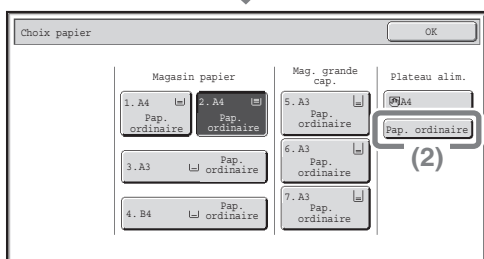 Choix papier
OK
Magasin papier
Mag. grande
cap.
Plateau alim.
1. A4
Pap.
ordinaire
2. A4
Pap.
ordinaire
3. A3
Pap.
ordinaire
4. B4
Pap.
ordinaire
5. A3
Pap.
ordinaire
6. A3
Pap.
ordinaire
7. A3
Pap.
ordinaire
A4
Pap. ordinaire
(2)